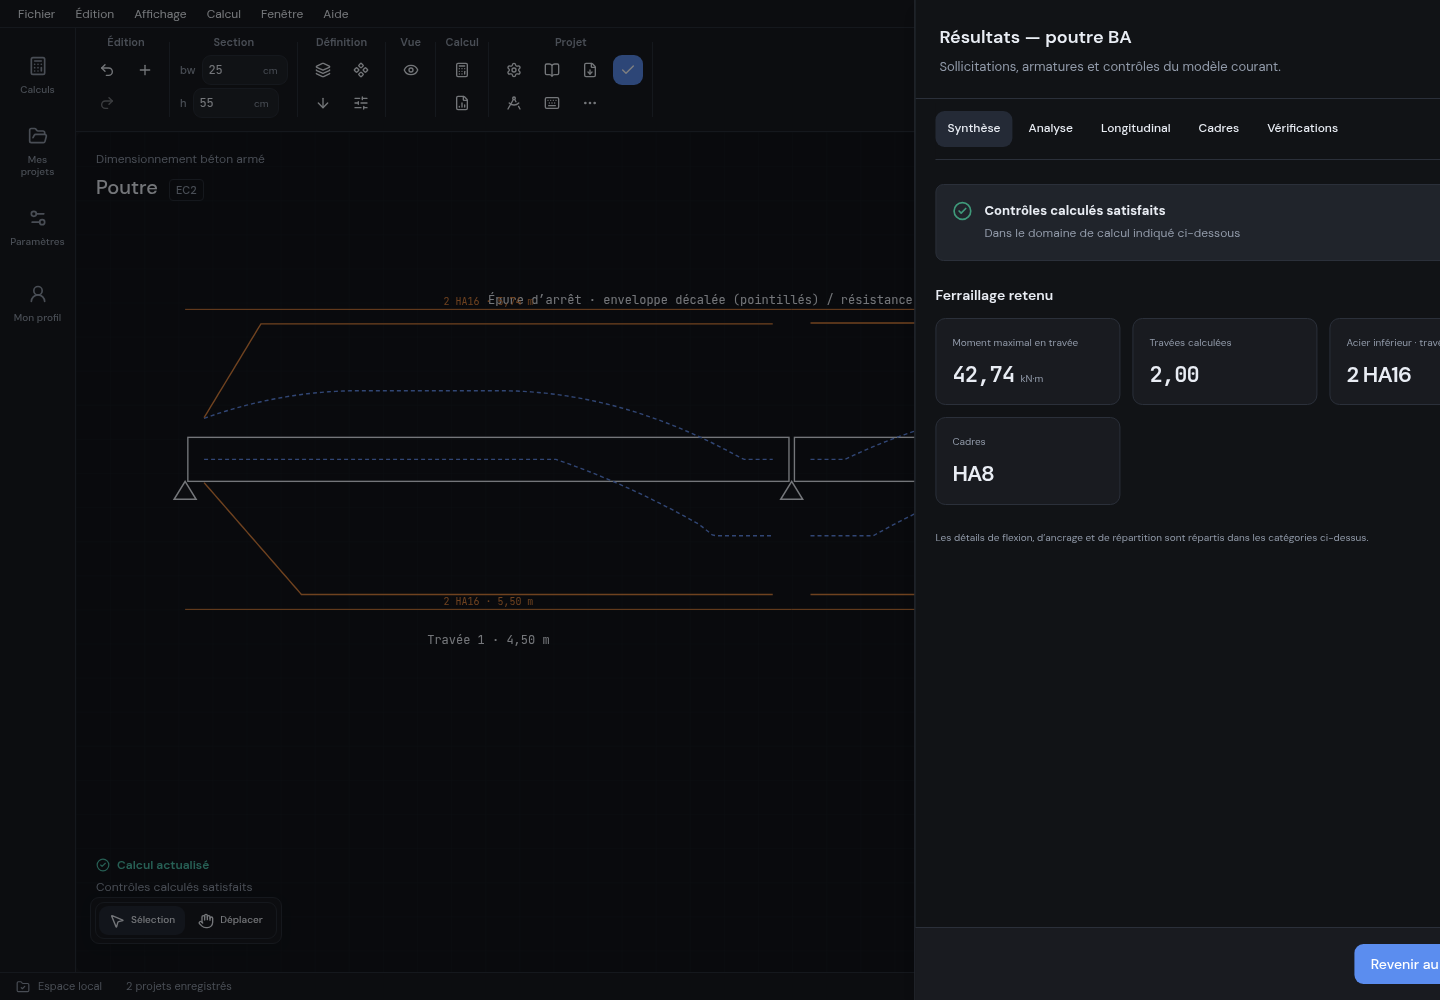 Fichier Édition Affichage Calcul Fenêtre Aide
Édition Section Définition Vue Calcul Projet
bw 25 cm
h 55 cm
Calculs
Mes
projets
Paramètres
Mon profil
Dimensionnement béton armé
Poutre EC2
2 HA16
Épure d’arrêt · enveloppe décalée (pointillés) / résistance
2 HA16 · 5,50 m
Travée 1 · 4,50 m
Calcul actualisé
Contrôles calculés satisfaits
Sélection Déplacer
Espace local 2 projets enregistrés
Résultats — poutre BA
Sollicitations, armatures et contrôles du modèle courant.
Synthèse Analyse Longitudinal Cadres Vérifications
Contrôles calculés satisfaits
Dans le domaine de calcul indiqué ci-dessous
Ferraillage retenu
Moment maximal en travée
42,74 kN·m
Travées calculées
2,00
Acier inférieur · trav
2 HA16
Cadres
HA8
Les détails de flexion, d’ancrage et de répartition sont répartis dans les catégories ci-dessus.
Revenir au